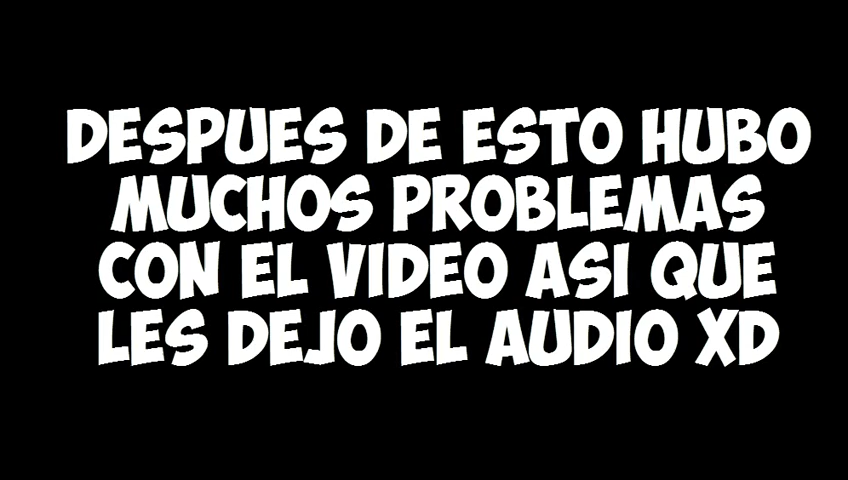 DESPUES DE ESTO HUBO
MUCHOS PROBLEMAS
CON EL VIDEO ASI QUE
LES DEJO EL AUDIO XD